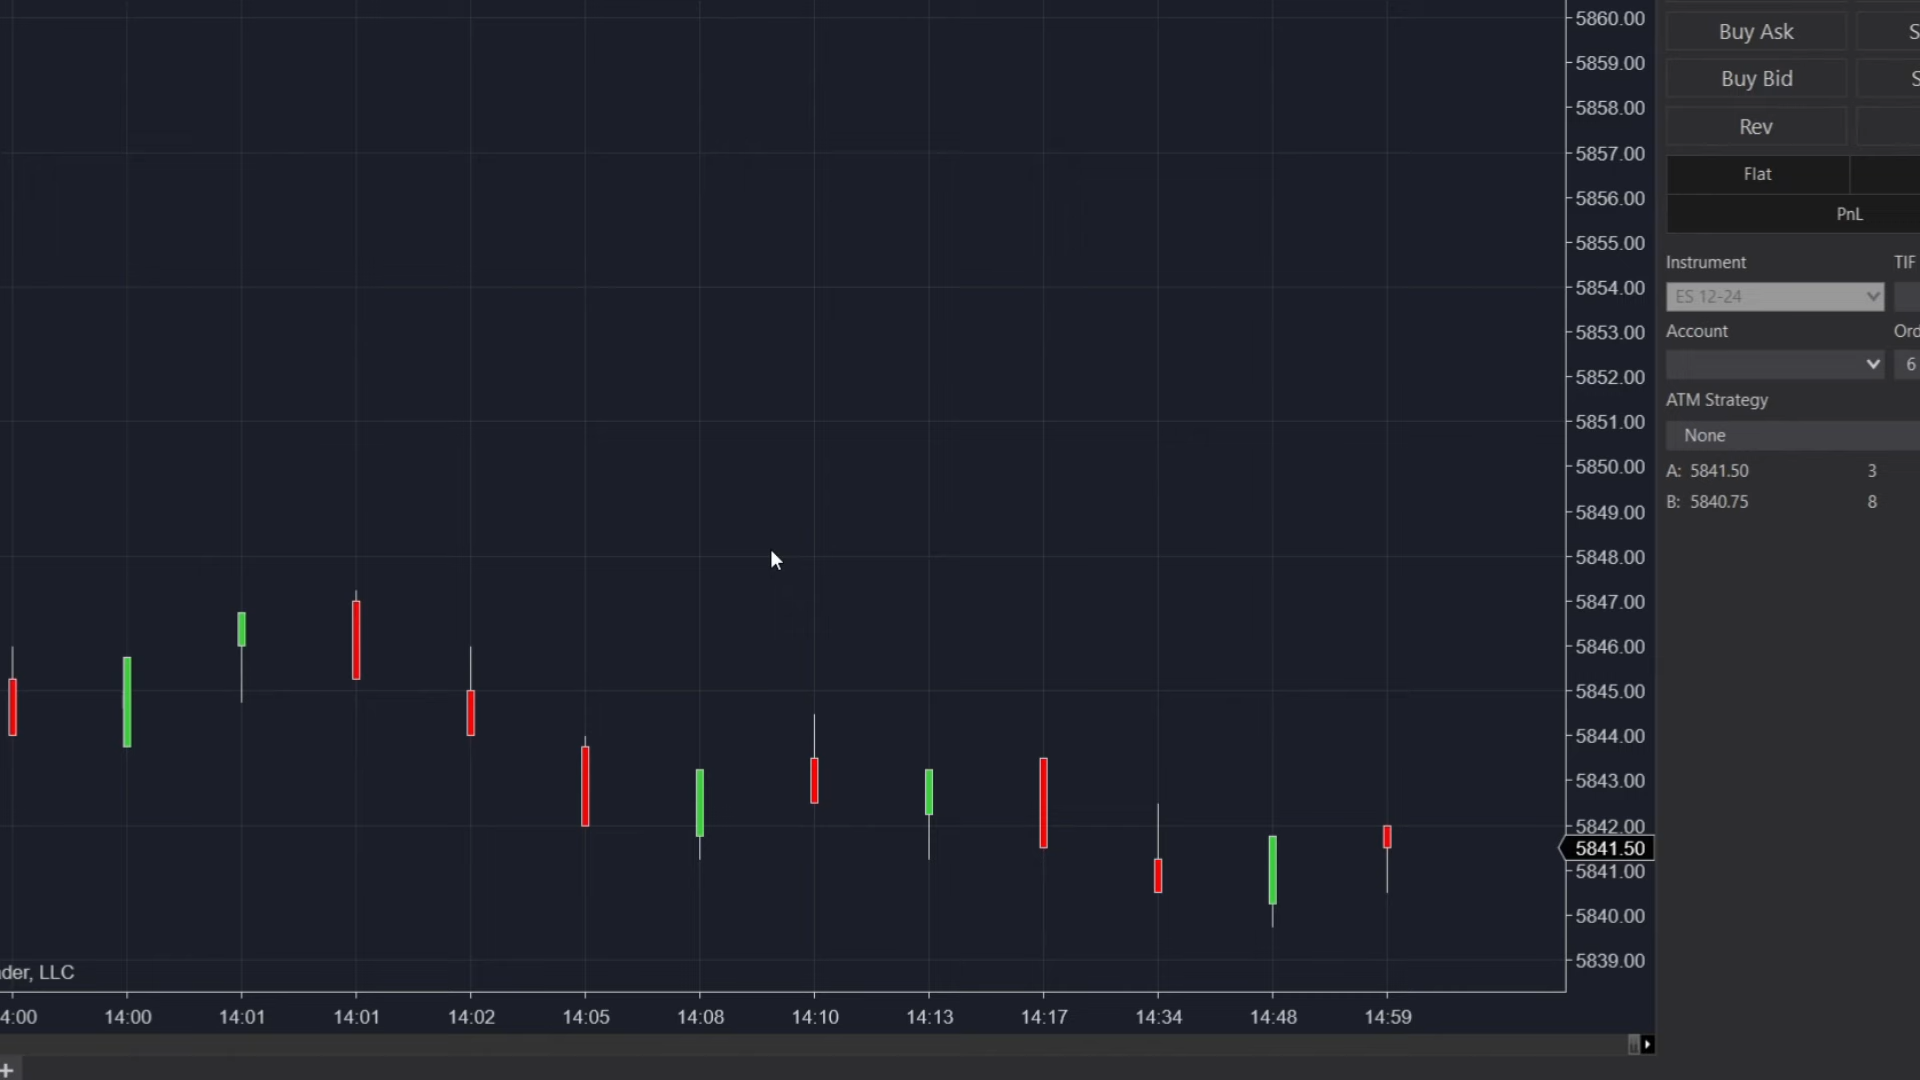 5860.00
5859.00
5858.00
5857.00
5856.00
5855.00
5854.00
5853.00
5852.00
5851.00
5850.00
5849.00
5848.00
5847.00
5846.00
5845.00
5844.00
5843.00
5842.00
5841.50
5841.00
5840.00
5839.00
der, LLC
4:00 14:00 14:01 14:01 14:02 14:05 14:08 14:10 14:13 14:17 14:34 14:48 14:59
Buy Ask S
Buy Bid S
Rev
Flat
PnL
Instrument TIF
ES 12-24
Account Ord
6
ATM Strategy
None
A: 5841.50 3
B: 5840.75 8